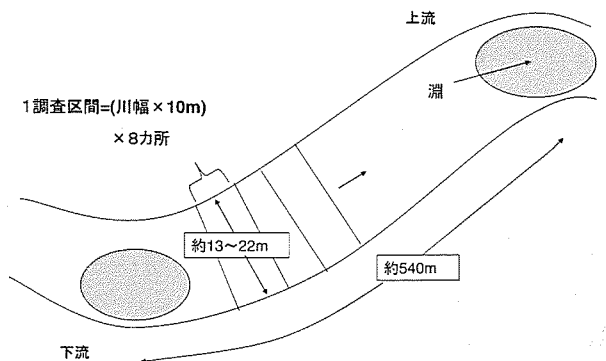 上流
淵
1調査区間=(川幅×10m)
×8カ所
約13～22m
約540m
下流